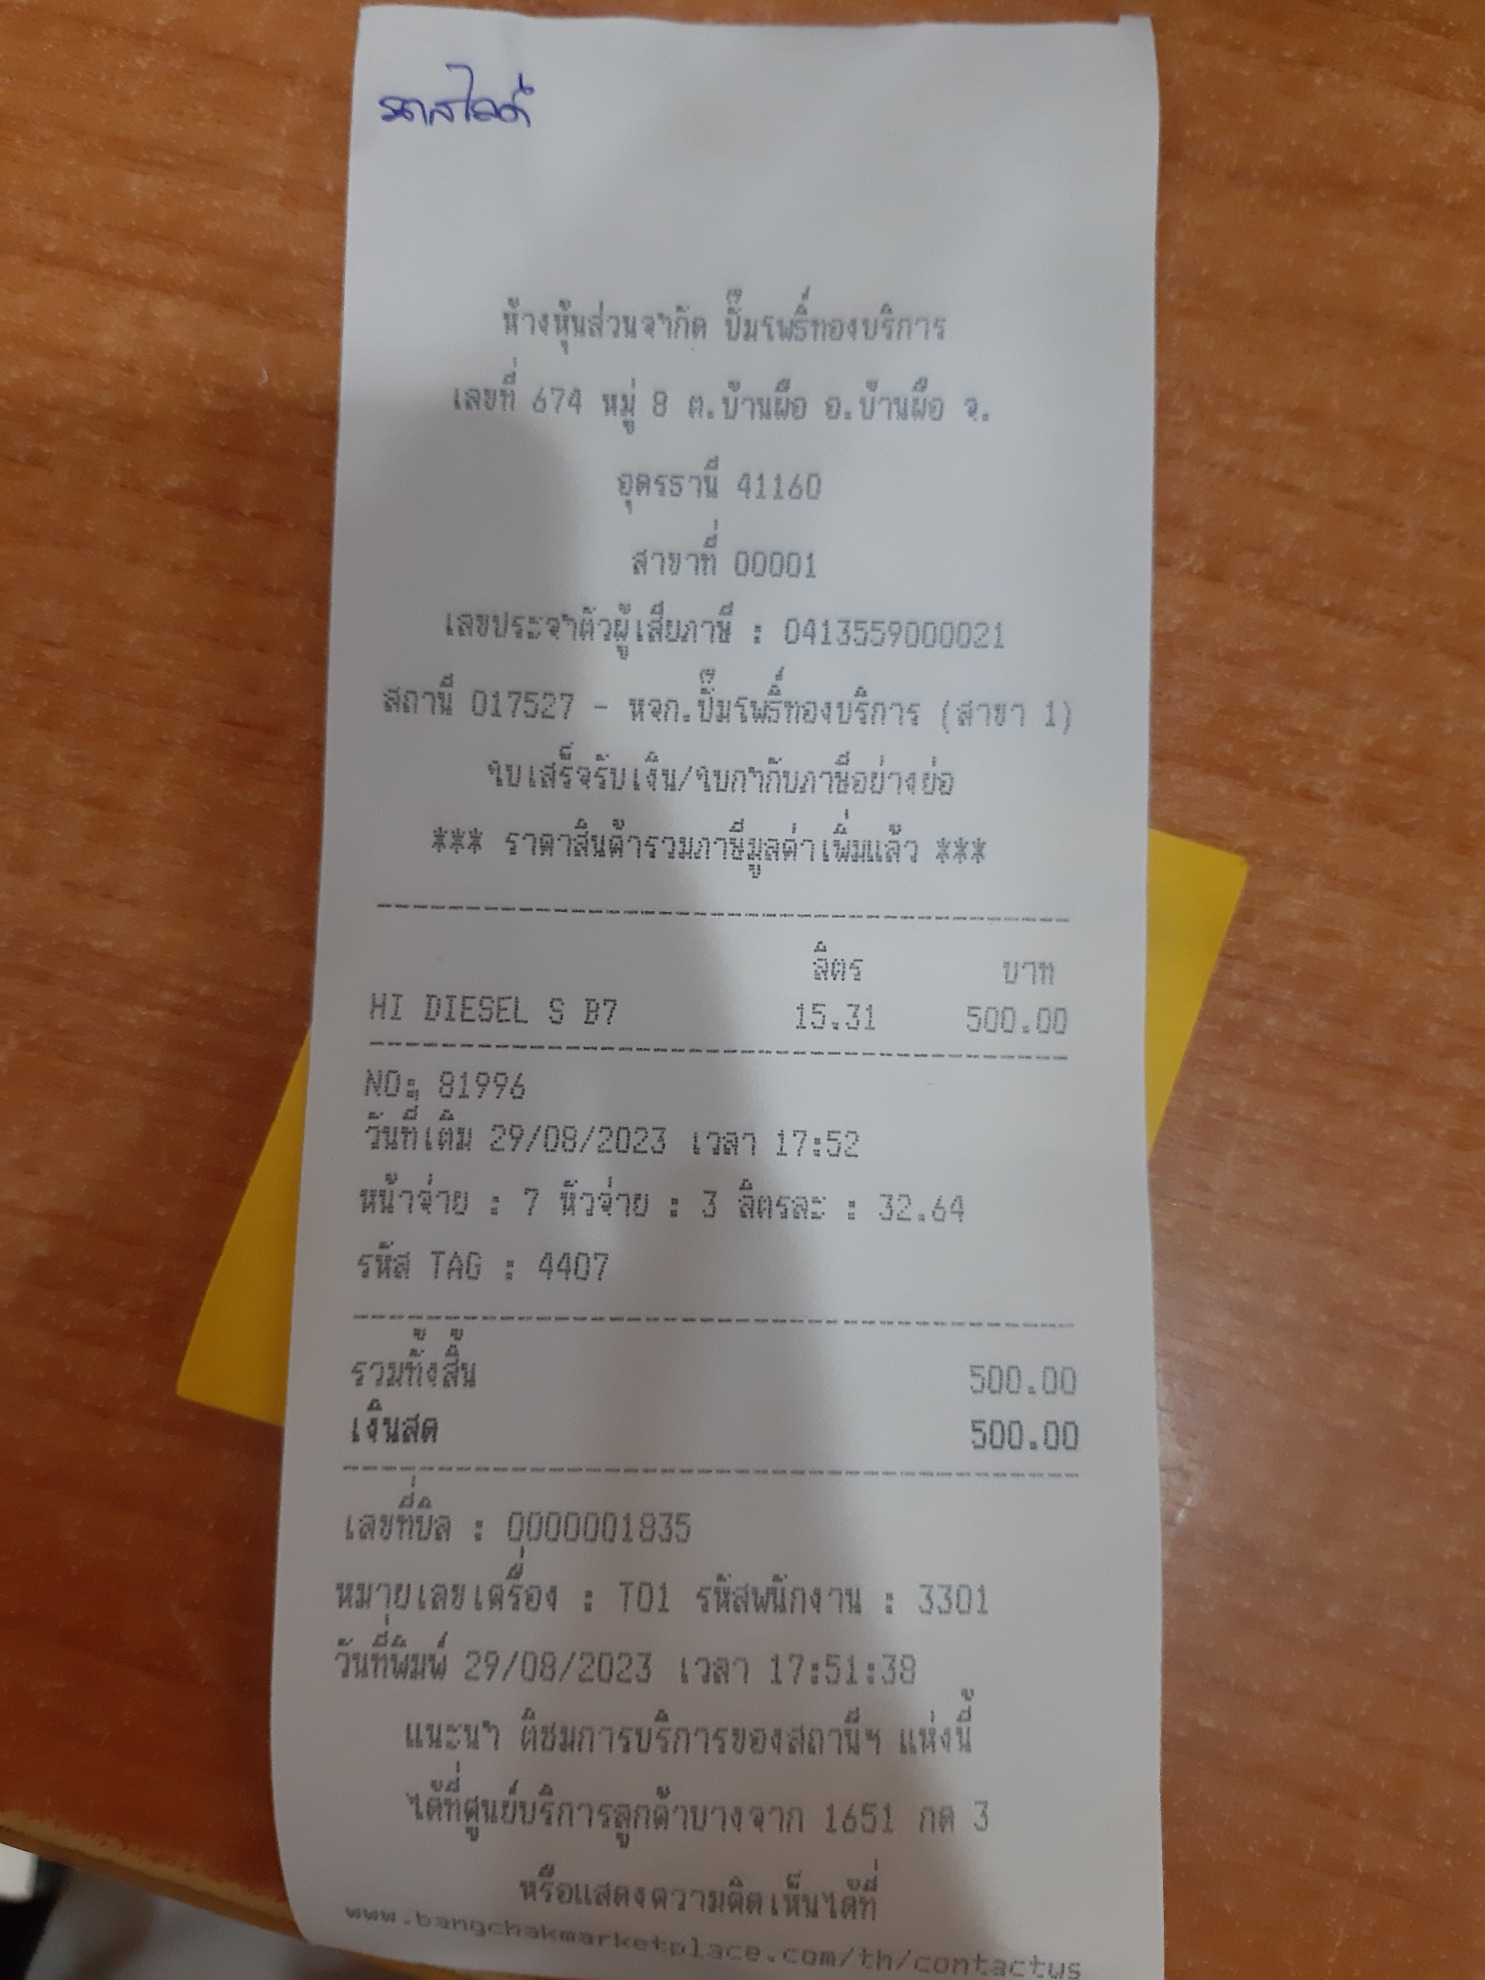 รถสไลด์
ห้างหุ้นส่วนจำกัด ปั๊มโพธิ์ทองบริการ
เลขที่ 674 หมู่ 8 ต.บ้านผือ อ.บ้านผือ จ.
อุดรธานี 41160
สาขาที่ 00001
เลขประจำตัวผู้เสียภาษี : 0413559000021
สถานี 017527 - หจก.ปั๊มโพธิ์ทองบริการ (สาขา 1)
ใบเสร็จรับเงิน/ใบกำกับภาษีอย่างย่อ
*** ราคาสินค้ารวมภาษีมูลค่าเพิ่มแล้ว ***
ลิตร บาท
HI DIESEL S B7 15.31 500.00
NO: 81996
วันที่เติม 29/08/2023 เวลา 17:52
หน้าจ่าย : 7 หัวจ่าย : 3 ลิตรละ : 32.64
รหัส TAG : 4407
รวมทั้งสิ้น 500.00
เงินสด 500.00
เลขที่บิล : 0000001835
หมายเลขเครื่อง : T01 รหัสพนักงาน : 3301
วันที่พิมพ์ 29/08/2023 เวลา 17:51:38
แนะนำ ติชมการบริการของสถานีฯ แห่งนี้
ได้ที่ศูนย์บริการลูกค้าบางจาก 1651 กด 3
หรือแสดงความคิดเห็นได้ที่
www.bangchakmarketplace.com/th/contactus